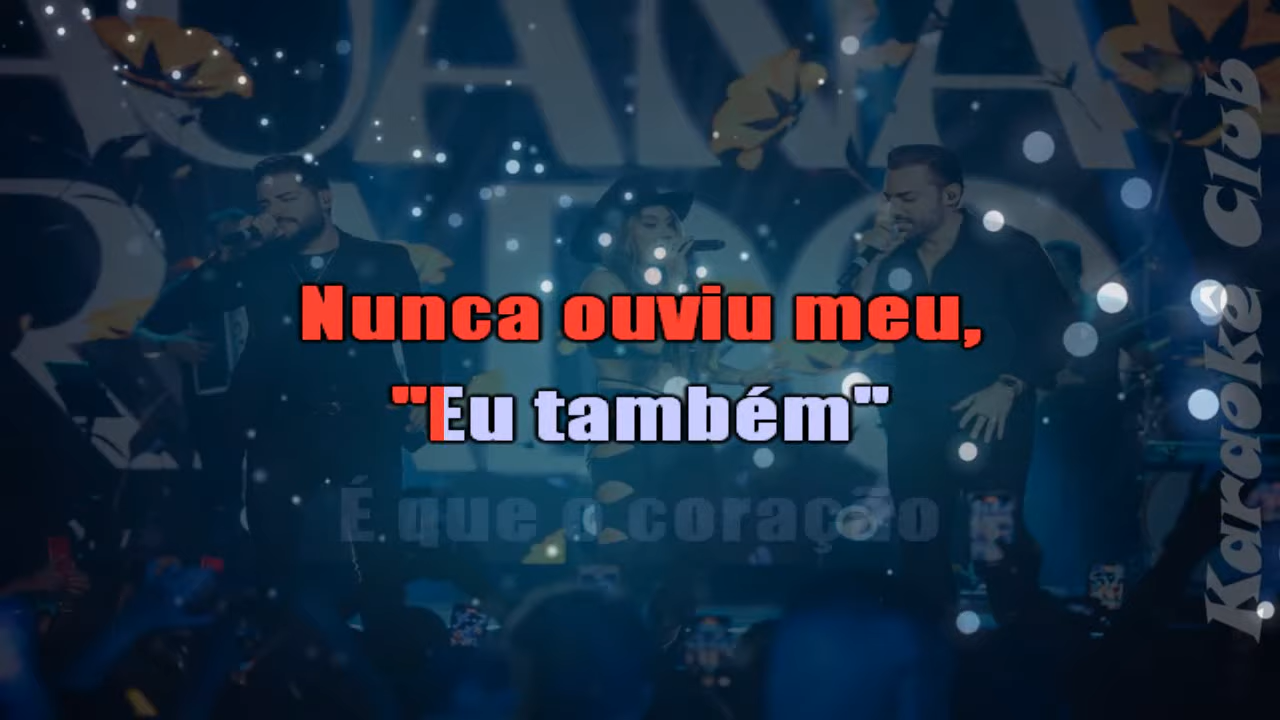 Nunca ouviu meu,
"Eu também"
É que o coração
Karaoke Club